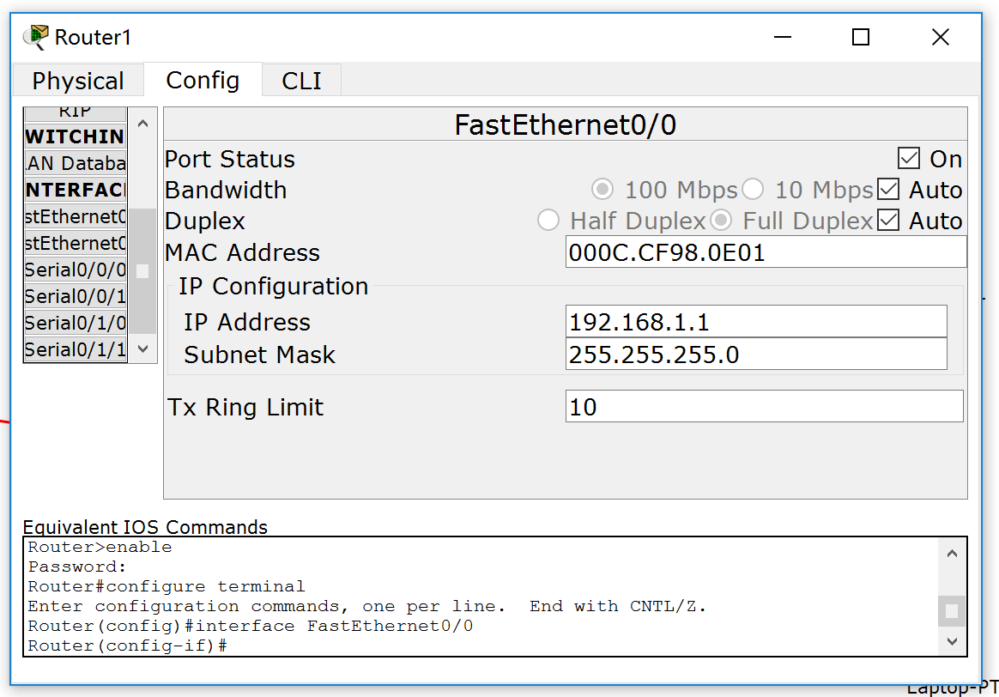 Router1
Physical Config CLI
RIP
WITCHIN
AN Databa
NTERFAC
stEthernet0
stEthernet0
Serial0/0/0
Serial0/0/1
Serial0/1/0
Serial0/1/1
FastEthernet0/0
Port Status On
Bandwidth 100 Mbps 10 Mbps Auto
Duplex Half Duplex Full Duplex Auto
MAC Address 000C.CF98.0E01
IP Configuration
IP Address 192.168.1.1
Subnet Mask 255.255.255.0
Tx Ring Limit 10
Equivalent IOS Commands
Router>enable
Password:
Router#configure terminal
Enter configuration commands, one per line.  End with CNTL/Z.
Router(config)#interface FastEthernet0/0
Router(config-if)#
Laptop-PT